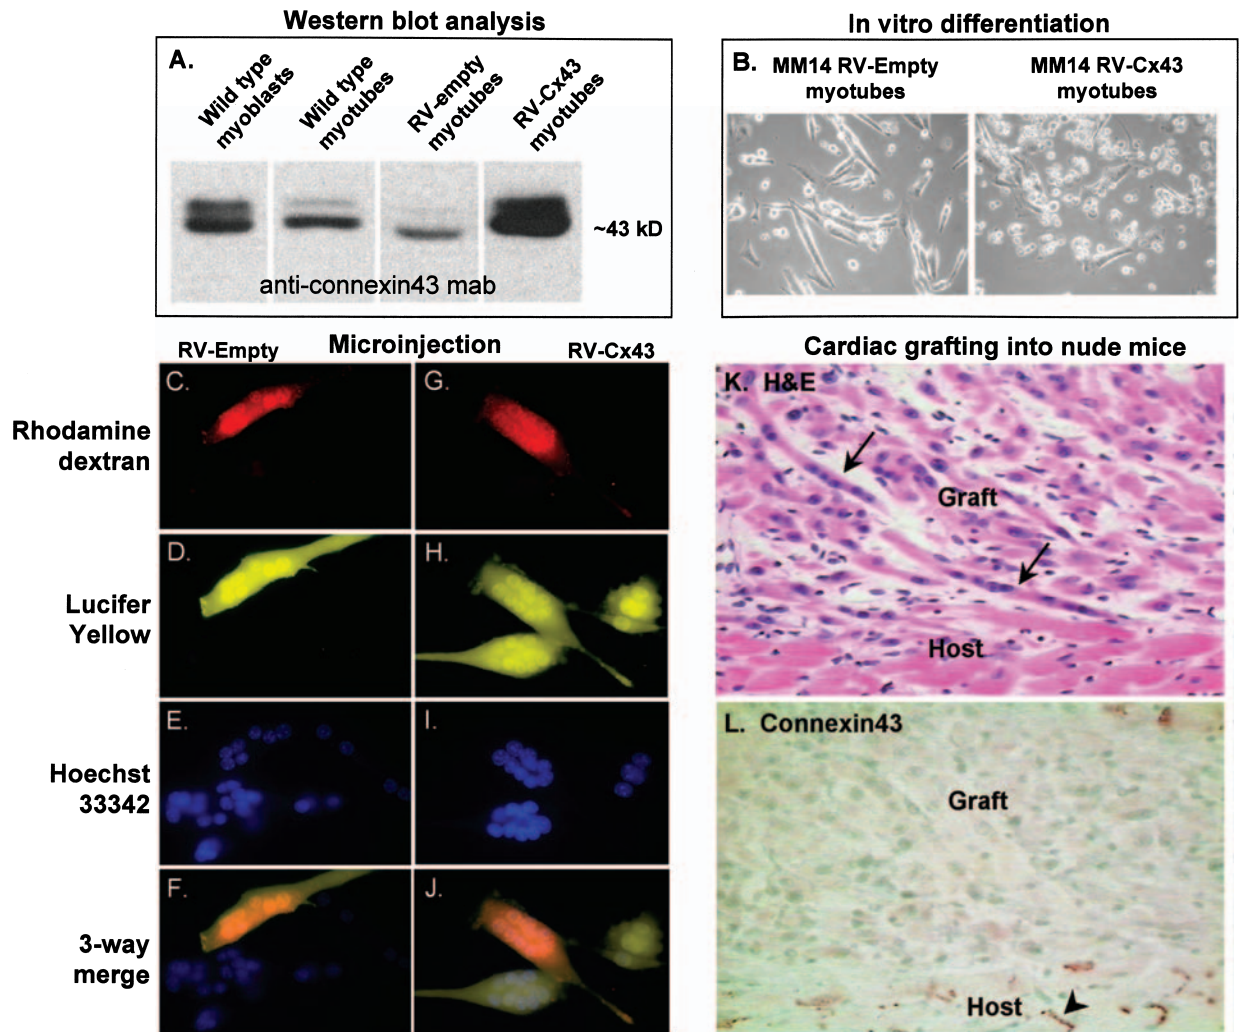 Western blot analysis
A.
Wild type
myoblasts
Wild type
myotubes
RV-empty
myotubes
RV-Cx43
myotubes
~43 kD
anti-connexin43 mab
In vitro differentiation
B.
MM14 RV-Empty
myotubes
MM14 RV-Cx43
myotubes
RV-Empty
Microinjection
RV-Cx43
C.
G.
Rhodamine
dextran
D.
H.
Lucifer
Yellow
E.
I.
Hoechst
33342
F.
J.
3-way
merge
Cardiac grafting into nude mice
K. H&E
Graft
Host
L. Connexin43
Graft
Host